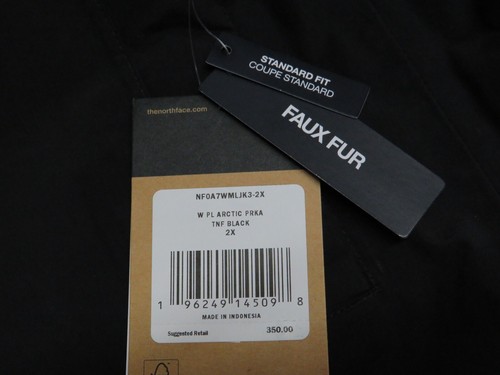 STANDARD FIT
COUPE STANDARD
FAUX FUR
thenorthface.com
NF0A7WMLJK3-2X
W PL ARCTIC PRKA
TNF BLACK
2X
1 96249 14509 8
MADE IN INDONESIA
Suggested Retail 350.00